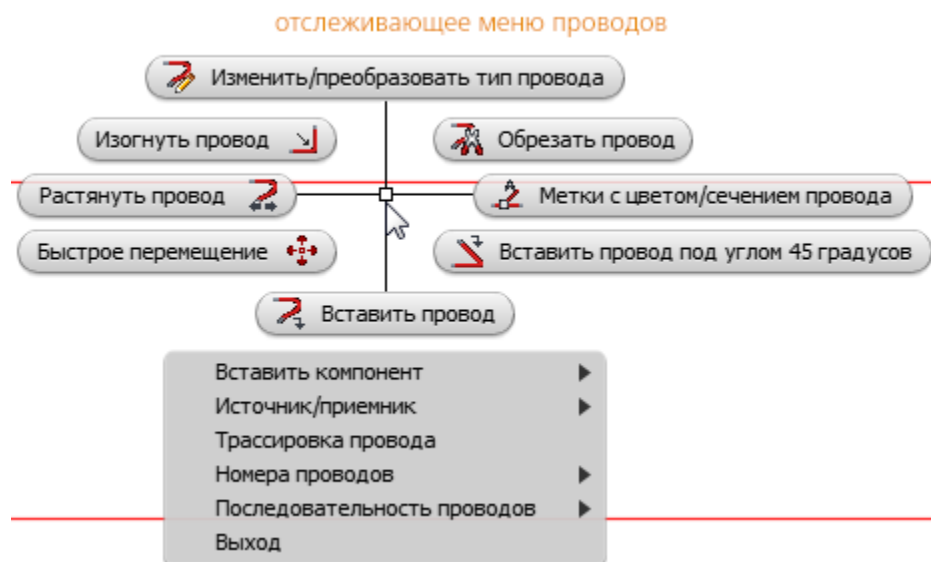 отслеживающее меню проводов
Изменить/преобразовать тип провода
Изогнуть провод
Обрезать провод
Растянуть провод
Метки с цветом/сечением провода
Быстрое перемещение
Вставить провод под углом 45 градусов
Вставить провод
Вставить компонент
Источник/приемник
Трассировка провода
Номера проводов
Последовательность проводов
Выход